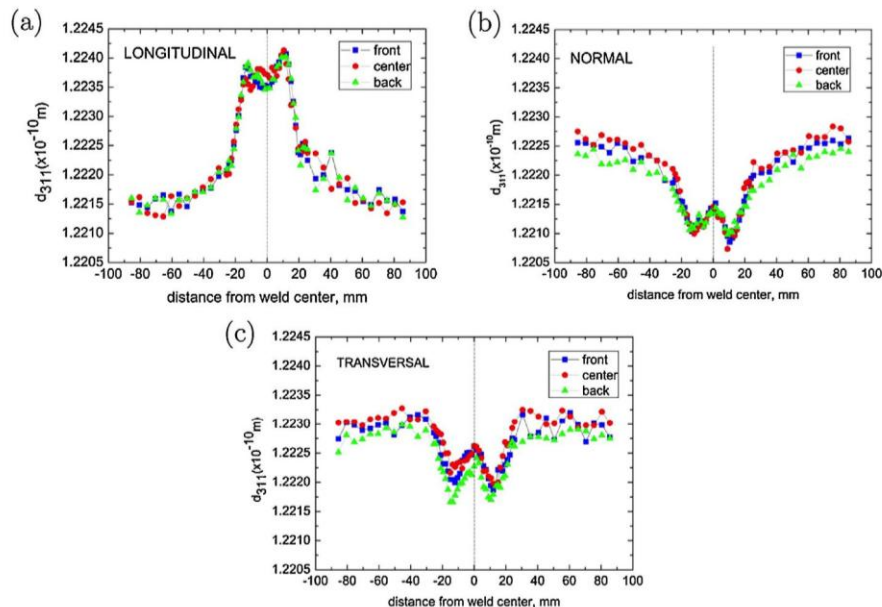 (a)
LONGITUDINAL
front
center
back
1.2245
1.2240
1.2235
1.2230
1.2225
1.2220
1.2215
1.2210
1.2205
d311(x10-10m)
-100 -80 -60 -40 -20 0 20 40 60 80 100
distance from weld center, mm
(b)
NORMAL
front
center
back
1.2245
1.2240
1.2235
1.2230
1.2225
1.2220
1.2215
1.2210
1.2205
d311(x10-10m)
-100 -80 -60 -40 -20 0 20 40 60 80 100
distance from weld center, mm
(c)
TRANSVERSAL
front
center
back
1.2245
1.2240
1.2235
1.2230
1.2225
1.2220
1.2215
1.2210
1.2205
d311(x10-10m)
-100 -80 -60 -40 -20 0 20 40 60 80 100
distance from weld center, mm